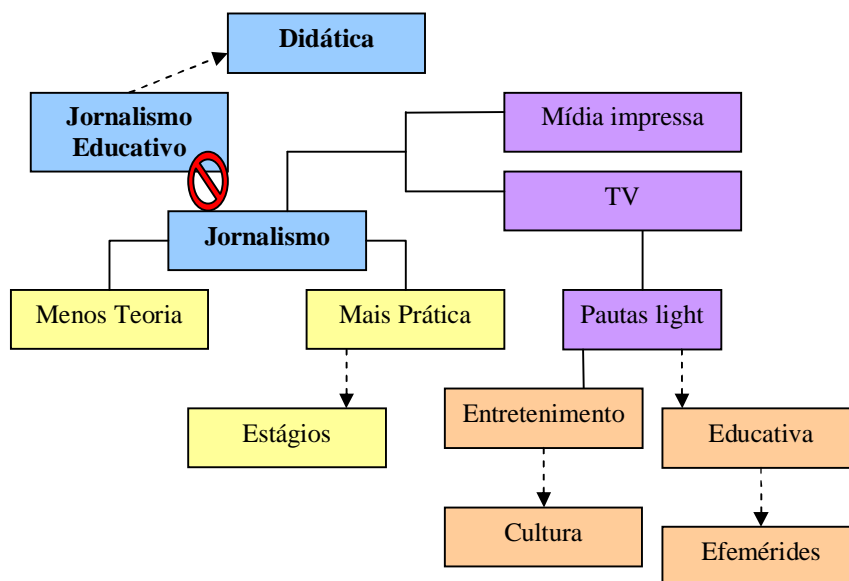 Didática
Jornalismo
Educativo
Mídia impressa
TV
Jornalismo
Menos Teoria
Mais Prática
Pautas light
Entretenimento
Estágios
Educativa
Cultura
Efemérides